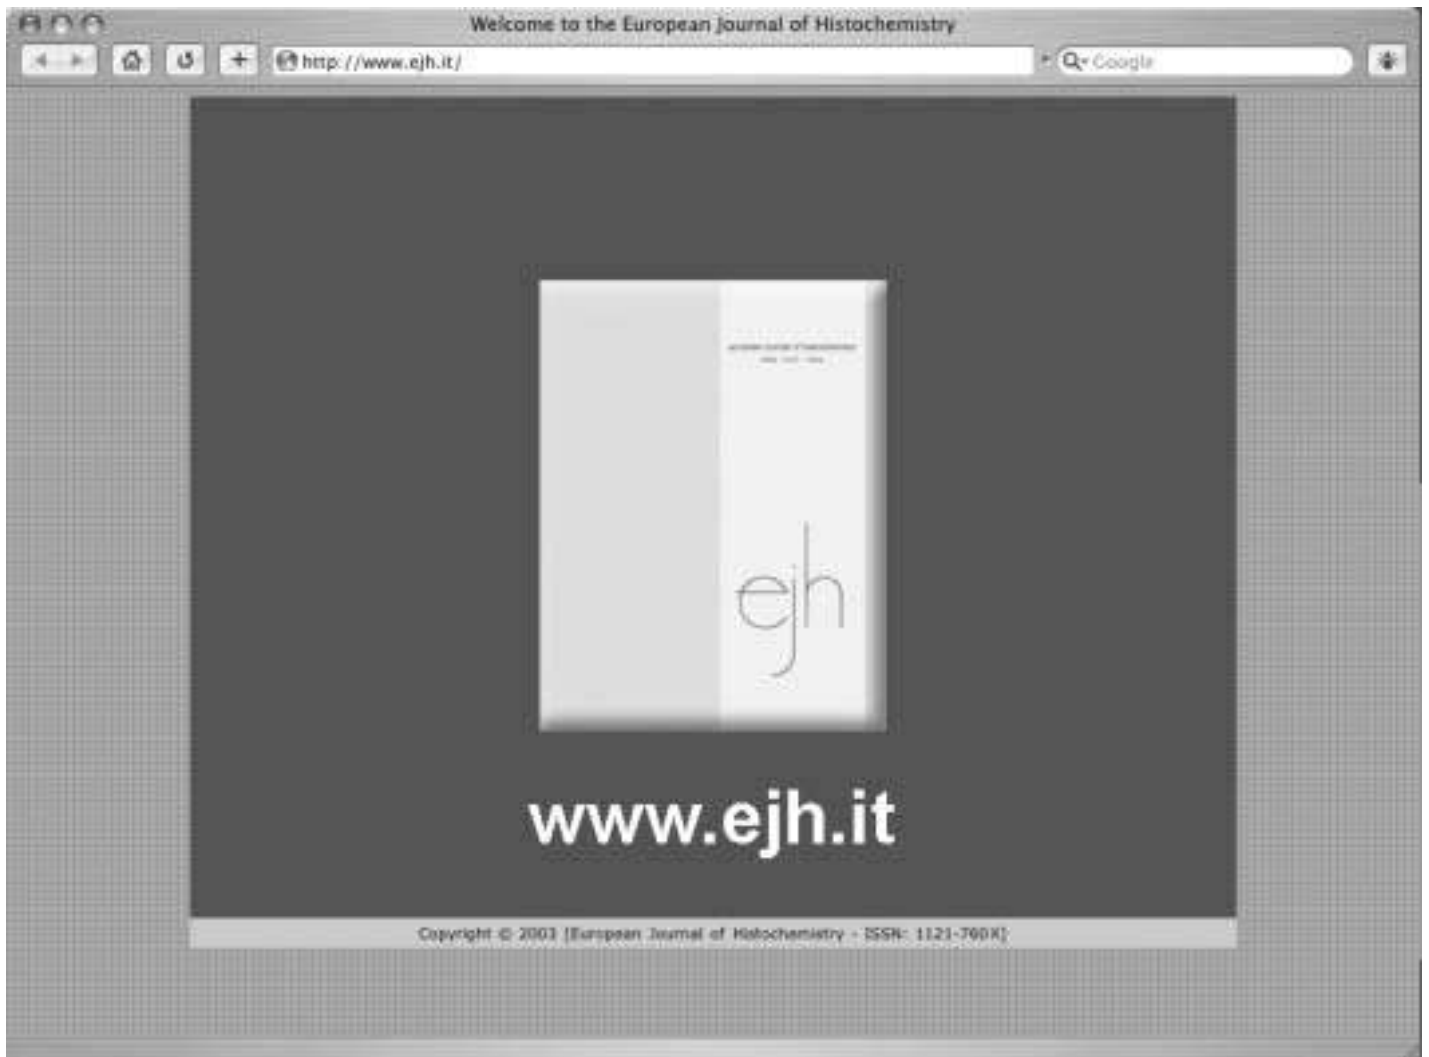 Welcome to the European Journal of Histochemistry
http://www.ejh.it/
Google
ejh
www.ejh.it
Copyright © 2003 [European Journal of Histochemistry - ISSN: 1121-760X]